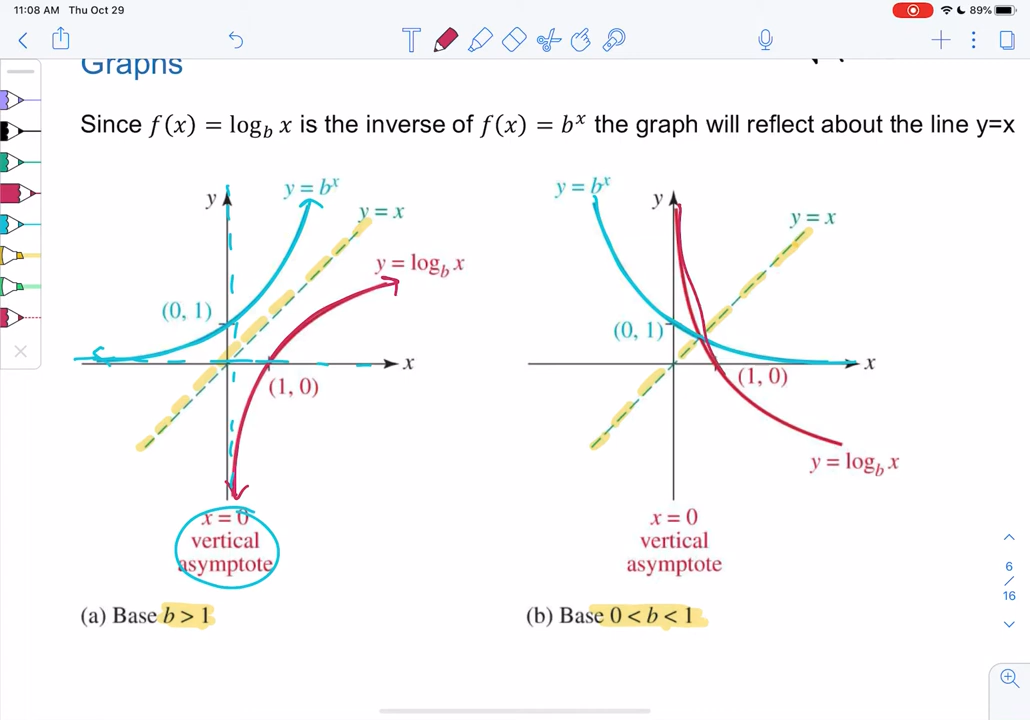 11:08 AM Thu Oct 29
89%
T
Graphs
Since f(x) = log_b x is the inverse of f(x) = b^x the graph will reflect about the line y=x
y
y = b^x
y = x
y = log_b x
(0, 1)
x
(1, 0)
x = 0
vertical
asymptote
(a) Base b > 1
y = b^x
y
y = x
(0, 1)
x
(1, 0)
y = log_b x
x = 0
vertical
asymptote
(b) Base 0 < b < 1
6
/
16